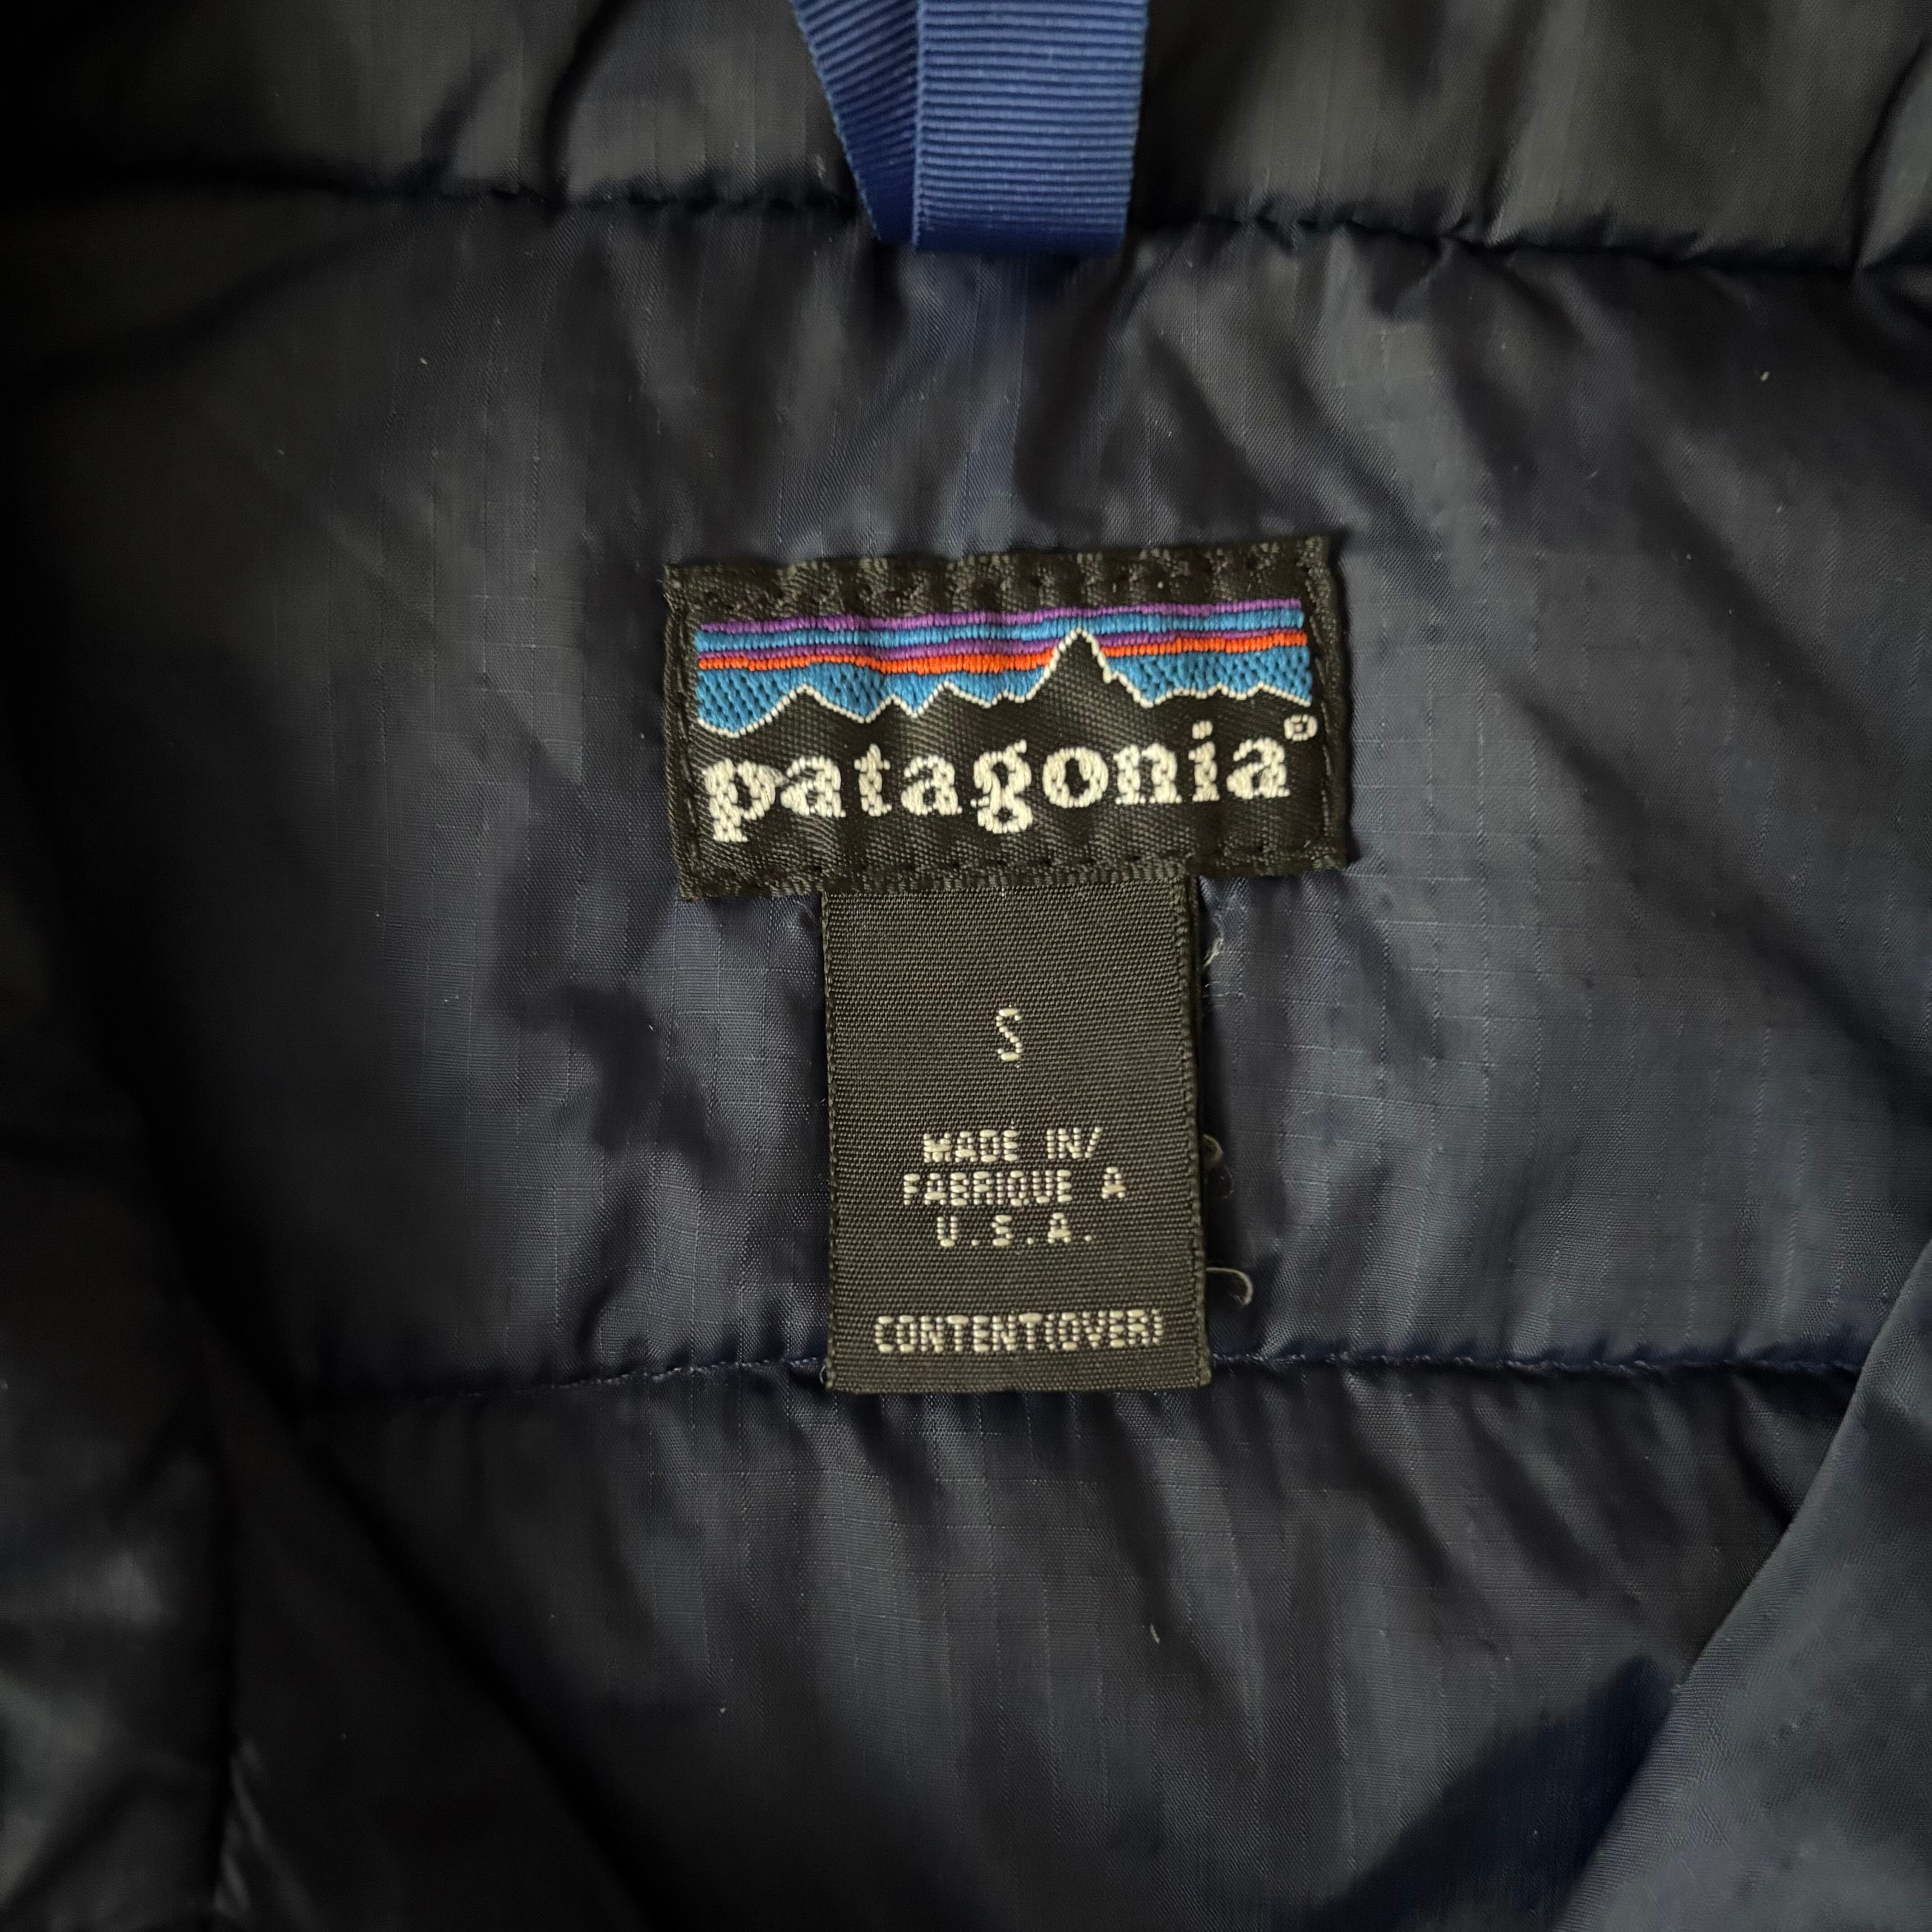 patagonia®
S
MADE IN/
FABRIQUE A
U.S.A.
CONTENT(OVER)